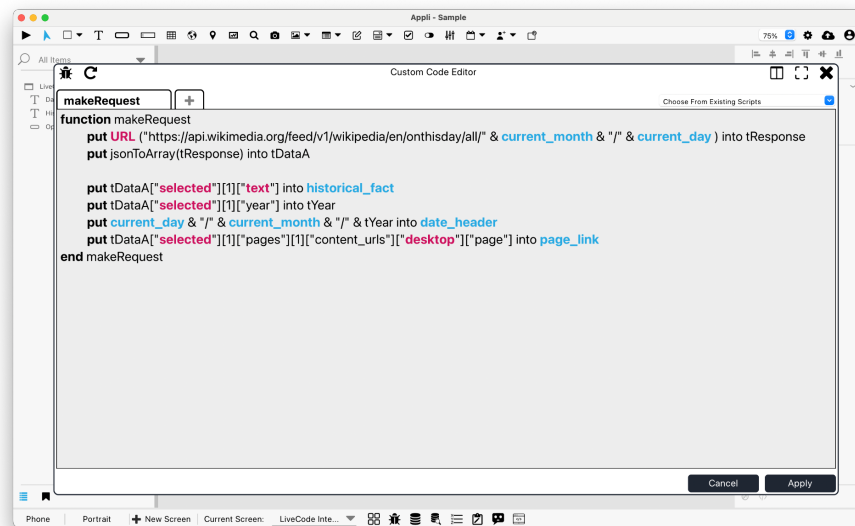 Appli - Sample
T
75%
All Items
Custom Code Editor
makeRequest
+
Choose From Existing Scripts
function makeRequest
put URL ("https://api.wikimedia.org/feed/v1/wikipedia/en/onthisday/all/" & current_month & "/" & current_day ) into tResponse
put jsonToArray(tResponse) into tDataA
put tDataA["selected"][1]["text"] into historical_fact
put tDataA["selected"][1]["year"] into tYear
put current_day & "/" & current_month & "/" & tYear into date_header
put tDataA["selected"][1]["pages"][1]["content_urls"]["desktop"]["page"] into page_link
end makeRequest
Cancel
Apply
Phone
Portrait
New Screen
Current Screen:
LiveCode Inte...